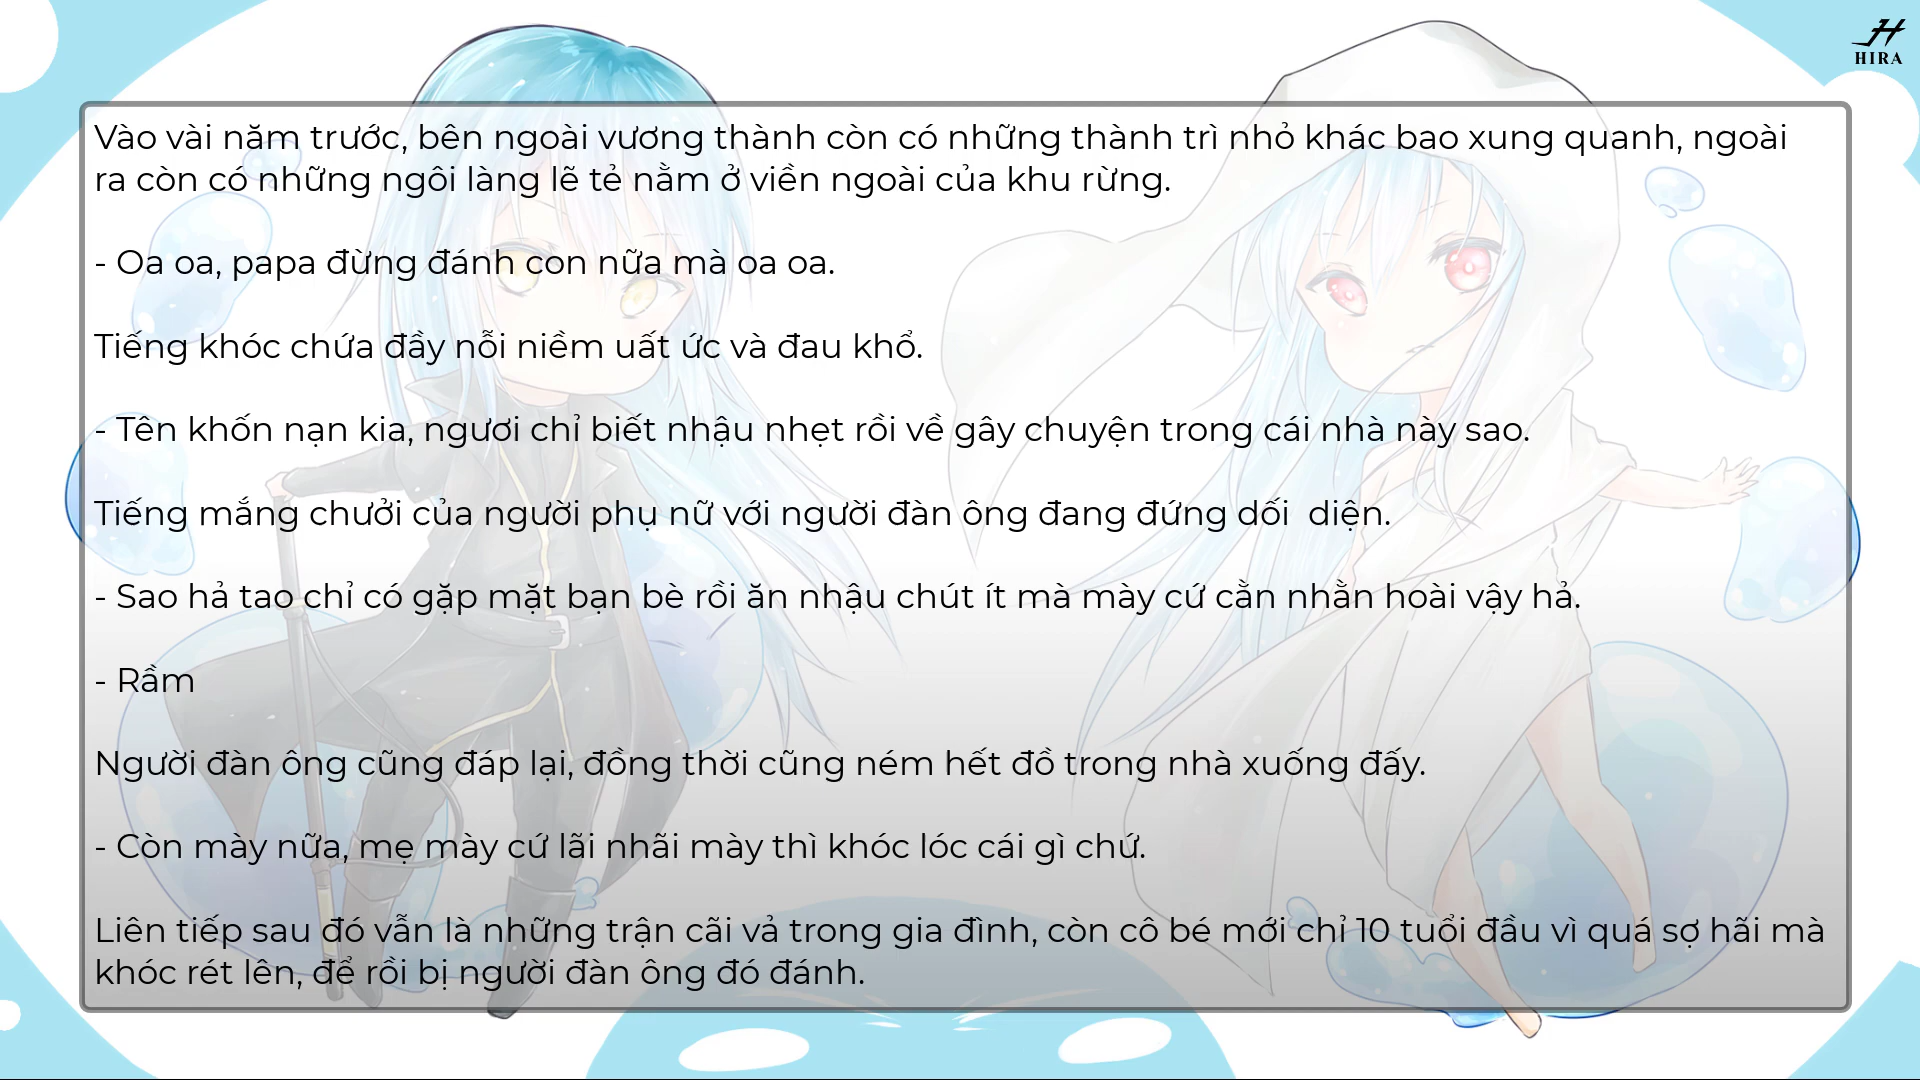 HIRA
Vào vài năm trước, bên ngoài vương thành còn có những thành trì nhỏ khác bao xung quanh, ngoài
ra còn có những ngôi làng lẽ tẻ nằm ở viền ngoài của khu rừng.
- Oa oa, papa đừng đánh con nữa mà oa oa.
Tiếng khóc chứa đầy nỗi niềm uất ức và đau khổ.
- Tên khốn nạn kia, ngươi chỉ biết nhậu nhẹt rồi về gây chuyện trong cái nhà này sao.
Tiếng mắng chưởi của người phụ nữ với người đàn ông đang đứng dối  diện.
- Sao hả tao chỉ có gặp mặt bạn bè rồi ăn nhậu chút ít mà mày cứ cằn nhằn hoài vậy hả.
- Rầm
Người đàn ông cũng đáp lại, đồng thời cũng ném hết đồ trong nhà xuống đấy.
- Còn mày nữa, mẹ mày cứ lãi nhãi mày thì khóc lóc cái gì chứ.
Liên tiếp sau đó vẫn là những trận cãi vả trong gia đình, còn cô bé mới chỉ 10 tuổi đầu vì quá sợ hãi mà
khóc rét lên, để rồi bị người đàn ông đó đánh.